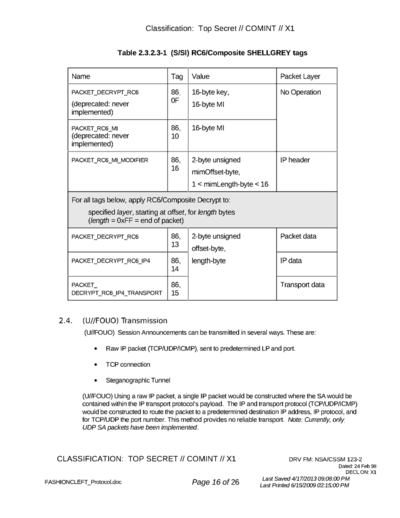 Classification: Top Secret // COMINT // X1
Table 2.3.2.3-1 (S//SI) RC6/Composite SHELLGREY tags
Name Tag Value Packet Layer
PACKET_DECRYPT_RC6
(deprecated: never
implemented)
86,
0F
16-byte key,
16-byte MI
No Operation
PACKET_RC6_MI
(deprecated: never
implemented)
86,
10
16-byte MI
PACKET_RC6_MI_MODIFIER
86,
16
2-byte unsigned
mimOffset-byte,
1 < mimLength-byte < 16
IP header
For all tags below, apply RC6/Composite Decrypt to:
specified layer, starting at offset, for length bytes
(length = 0xFF = end of packet)
PACKET_DECRYPT_RC6
86,
13
2-byte unsigned
offset-byte,
length-byte
Packet data
PACKET_DECRYPT_RC6_IP4
86,
14
IP data
PACKET_
DECRYPT_RC6_IP4_TRANSPORT
86,
15
Transport data
2.4. (U//FOUO) Transmission
(U//FOUO) Session Announcements can be transmitted in several ways. These are:
• Raw IP packet (TCP/UDP/ICMP), sent to predetermined LP and port
• TCP connection
• Steganographic Tunnel
(U//FOUO) Using a raw IP packet, a single IP packet would be constructed where the SA would be
contained within the IP transport protocol's payload. The IP and transport protocol (TCP/UDP/ICMP)
would be constructed to route the packet to a predetermined destination IP address, IP protocol, and
for TCP/UDP the port number. This method provides no reliable transport. Note: Currently, only
UDP SA packets have been implemented.
CLASSIFICATION: TOP SECRET // COMINT // X1
DRV FM: NSA/CSSM 123-2
Dated: 24 Feb 98
DECL ON: X1
FASHIONCLEFT_Protocol.doc
Page 16 of 26
Last Saved 4/17/2013 09:08:00 PM
Last Printed 6/15/2009 02:15:00 PM